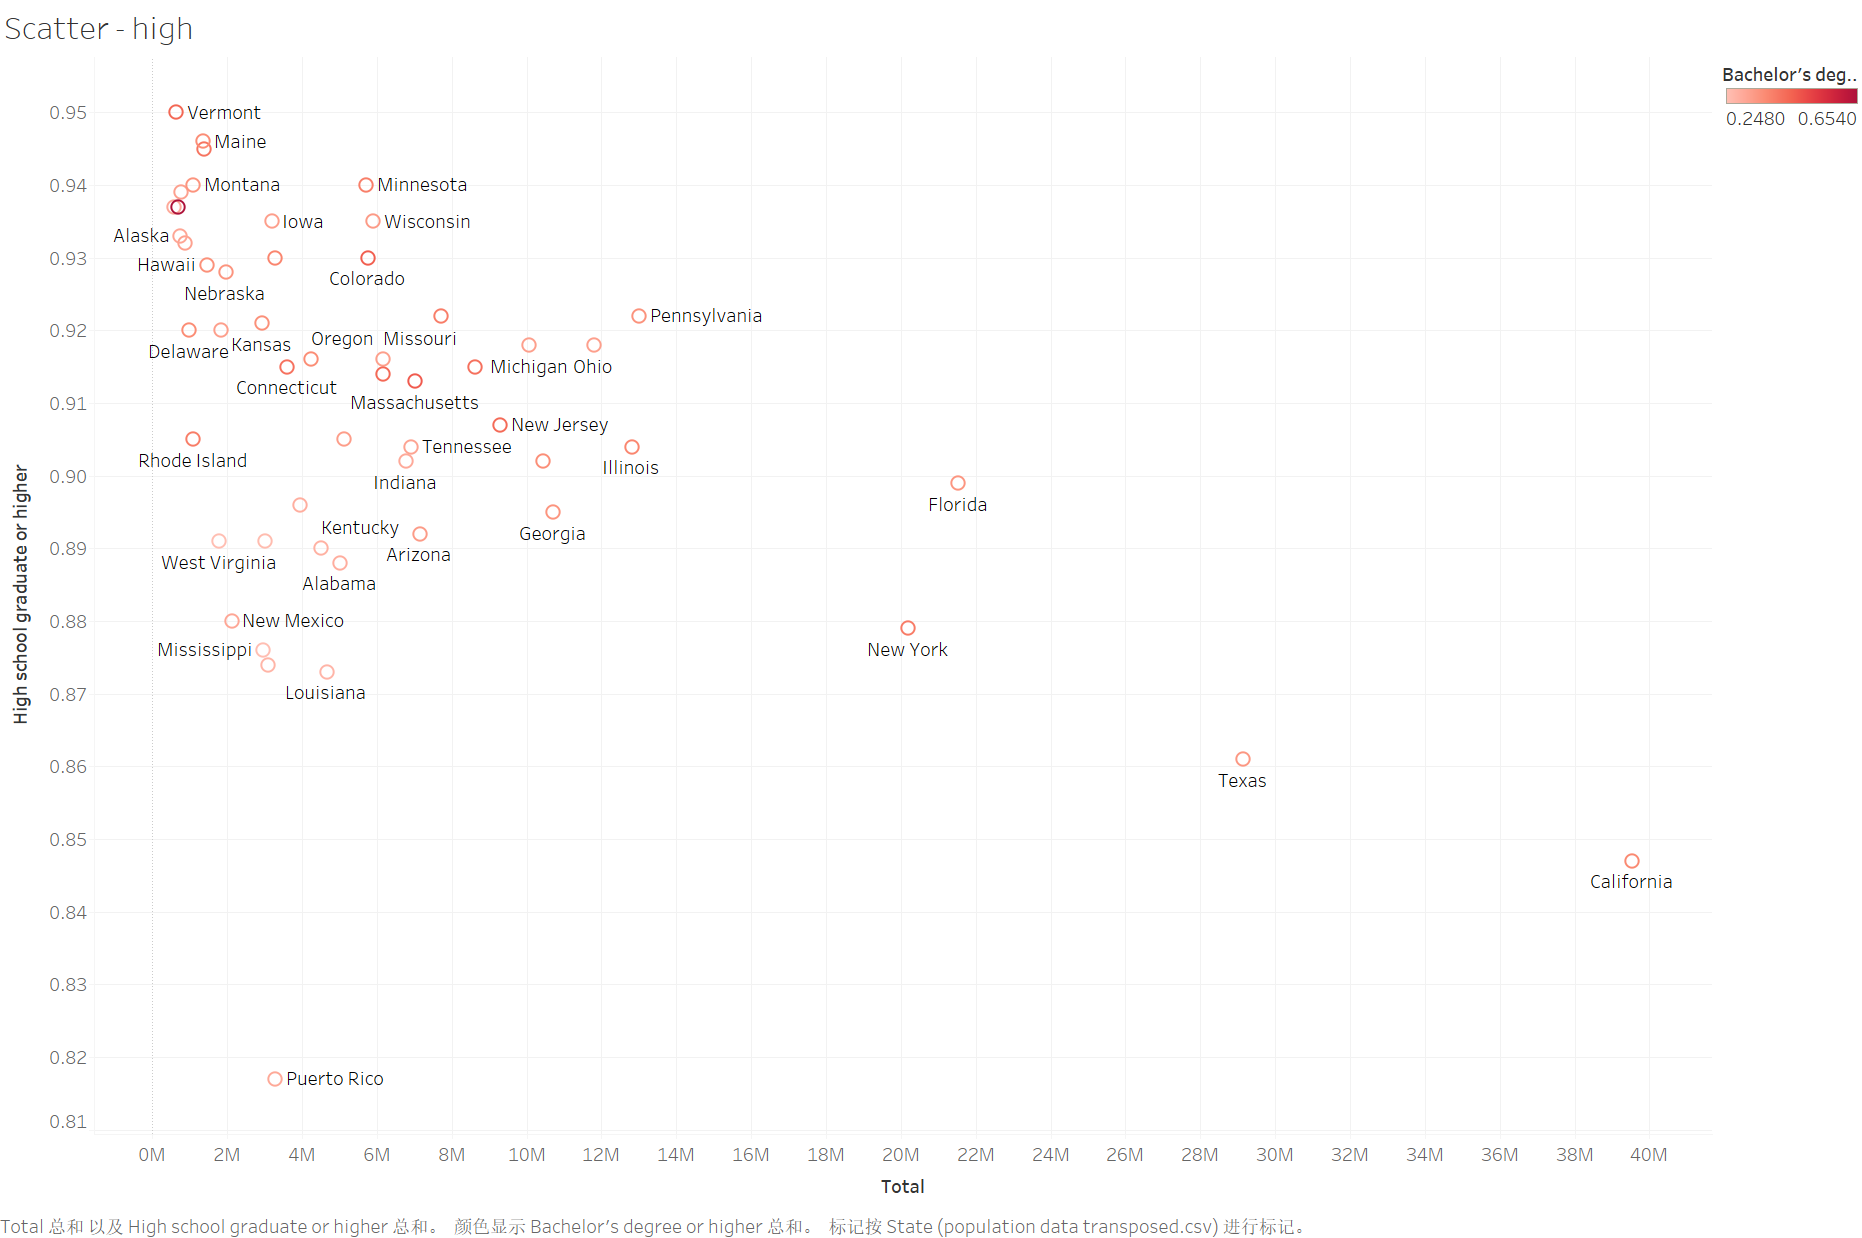 Scatter - high
Bachelor's deg..
0.2480 0.6540
0.95
0.94
0.93
0.92
0.91
0.90
0.89
0.88
0.87
0.86
0.85
0.84
0.83
0.82
0.81
High school graduate or higher
Vermont
Maine
Montana
Minnesota
Iowa
Wisconsin
Alaska
Hawaii
Colorado
Nebraska
Pennsylvania
Oregon
Missouri
Kansas
Delaware
Michigan
Ohio
Connecticut
Massachusetts
New Jersey
Tennessee
Rhode Island
Illinois
Indiana
Florida
Kentucky
Georgia
Arizona
West Virginia
Alabama
New Mexico
Mississippi
New York
Louisiana
Texas
California
Puerto Rico
0M 2M 4M 6M 8M 10M 12M 14M 16M 18M 20M 22M 24M 26M 28M 30M 32M 34M 36M 38M 40M
Total
Total 总和 以及 High school graduate or higher 总和。 颜色显示 Bachelor's degree or higher 总和。 标记按 State (population data transposed.csv) 进行标记。